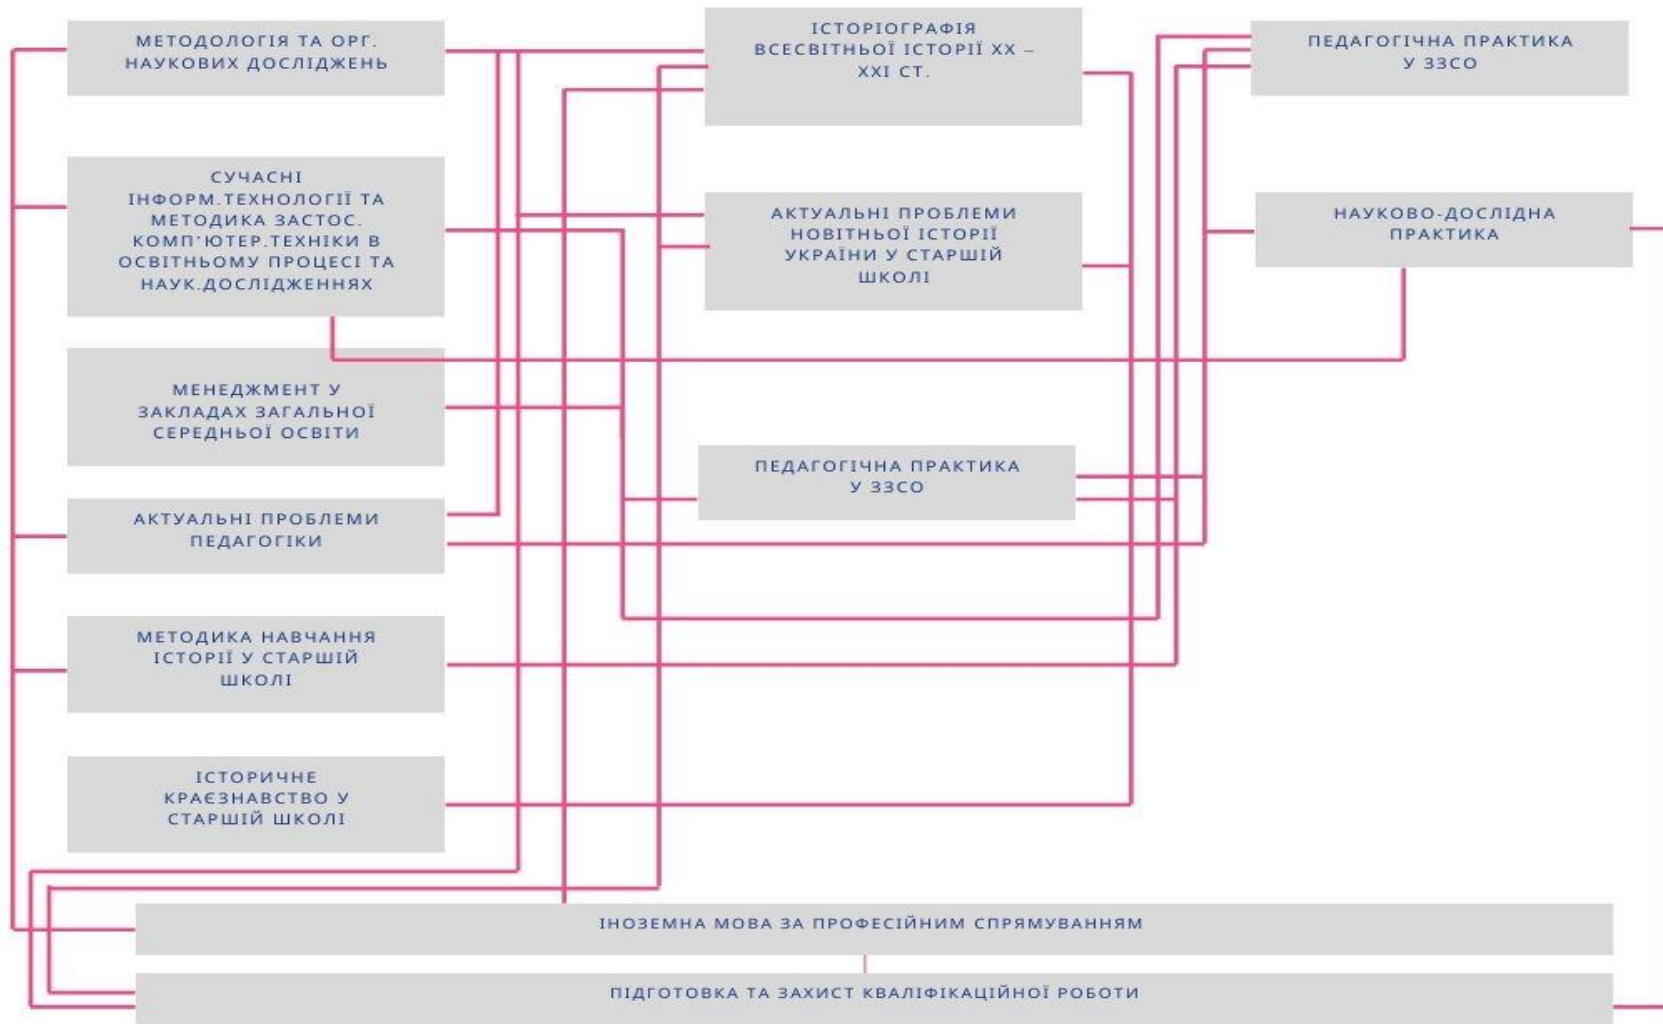 МЕТОДОЛОГІЯ ТА ОРГ.
НАУКОВИХ ДОСЛІДЖЕНЬ
СУЧАСНІ
ІНФОРМ.ТЕХНОЛОГІЇ ТА
МЕТОДИКА ЗАСТОС.
КОМП'ЮТЕР.ТЕХНІКИ В
ОСВІТНЬОМУ ПРОЦЕСІ ТА
НАУК.ДОСЛІДЖЕННЯХ
МЕНЕДЖМЕНТ У
ЗАКЛАДАХ ЗАГАЛЬНОЇ
СЕРЕДНЬОЇ ОСВІТИ
АКТУАЛЬНІ ПРОБЛЕМИ
ПЕДАГОГІКИ
МЕТОДИКА НАВЧАННЯ
ІСТОРІЇ У СТАРШІЙ
ШКОЛІ
ІСТОРИЧНЕ
КРАЄЗНАВСТВО У
СТАРШІЙ ШКОЛІ
ІСТОРІОГРАФІЯ
ВСЕСВІТНЬОЇ ІСТОРІЇ ХХ –
ХХІ СТ.
АКТУАЛЬНІ ПРОБЛЕМИ
НОВІТНЬОЇ ІСТОРІЇ
УКРАЇНИ У СТАРШІЙ
ШКОЛІ
ПЕДАГОГІЧНА ПРАКТИКА
У ЗЗСО
ПЕДАГОГІЧНА ПРАКТИКА
У ЗЗСО
НАУКОВО-ДОСЛІДНА
ПРАКТИКА
ІНОЗЕМНА МОВА ЗА ПРОФЕСІЙНИМ СПРЯМУВАННЯМ
ПІДГОТОВКА ТА ЗАХИСТ КВАЛІФІКАЦІЙНОЇ РОБОТИ